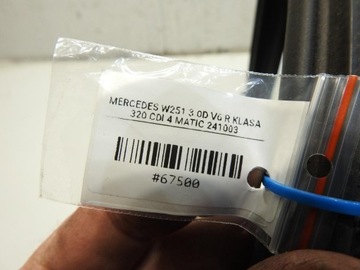 MERCEDES W251 3.0D V6 R KLASA
320 CDI 4 MATIC 241003
#67500